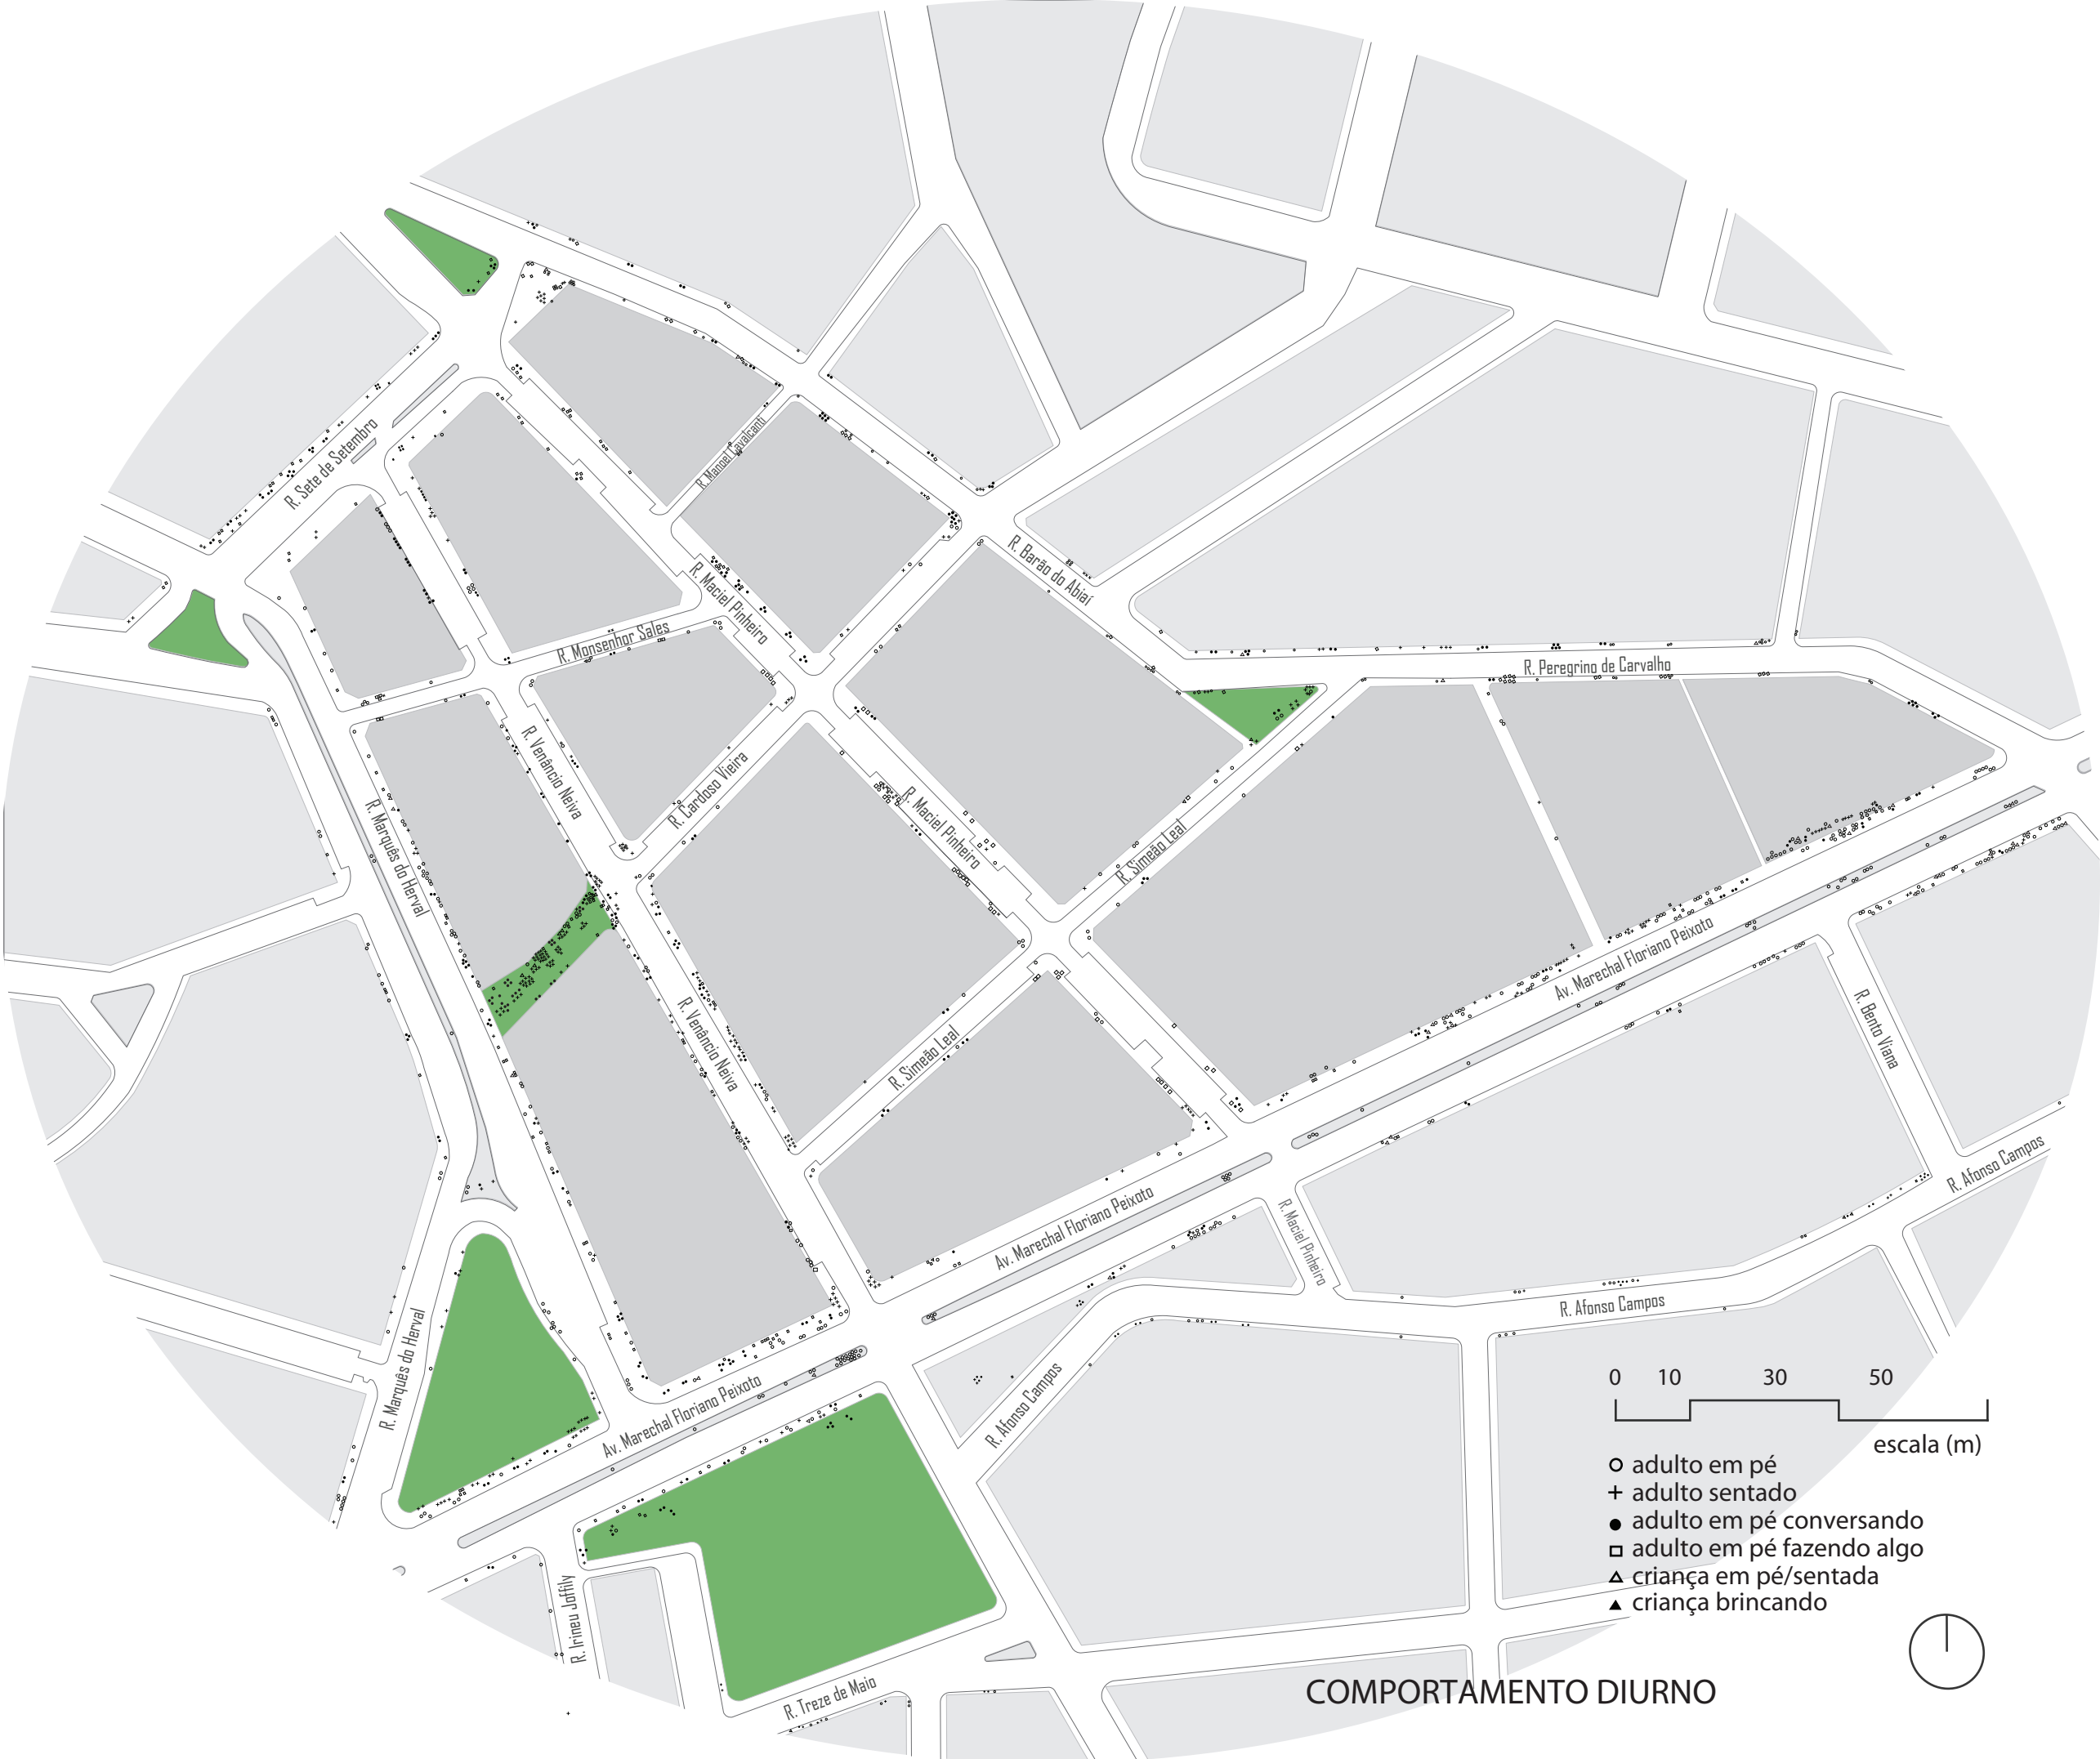 R. Sete de Setembro
R. Manoel Cavalcanti
R. Barão do Abiaí
R. Maciel Pinheiro
R. Monsenhor Sales
R. Peregrino de Carvalho
R. Venâncio Neiva
R. Cardoso Vieira
R. Marquês do Herval
R. Maciel Pinheiro
R. Simeão Leal
Av. Marechal Floriano Peixoto
R. Venâncio Neiva
R. Simeão Leal
R. Bento Viana
R. Afonso Campos
Av. Marechal Floriano Peixoto
R. Maciel Pinheiro
R. Afonso Campos
R. Marquês do Herval
Av. Marechal Floriano Peixoto
R. Afonso Campos
R. Irineu Joffily
R. Treze de Maio
0 10 30 50
escala (m)
adulto em pé
adulto sentado
adulto em pé conversando
adulto em pé fazendo algo
criança em pé/sentada
criança brincando
COMPORTAMENTO DIURNO